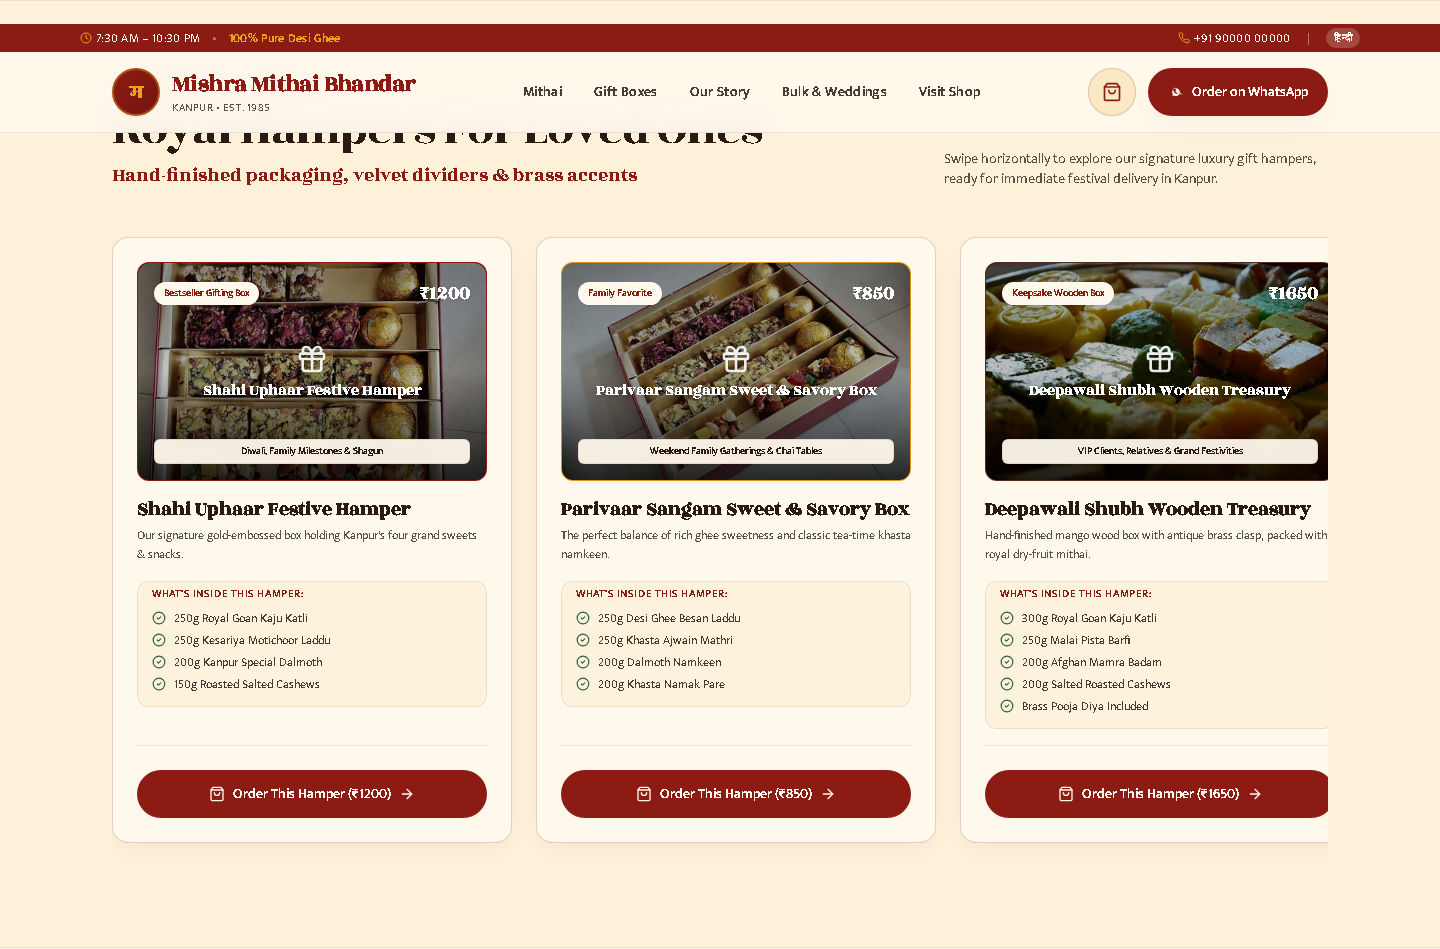 7:30 AM – 10:30 PM • 100% Pure Desi Ghee
+91 90000 00000 | हिन्दी
म
Mishra Mithai Bhandar
KANPUR • EST. 1985
Mithai
Gift Boxes
Our Story
Bulk & Weddings
Visit Shop
Order on WhatsApp
Royal Hampers For Loved Ones
Hand-finished packaging, velvet dividers & brass accents
Swipe horizontally to explore our signature luxury gift hampers,
ready for immediate festival delivery in Kanpur.
Bestseller Gifting Box
₹1200
Shahi Uphaar Festive Hamper
Diwali, Family Milestones & Shagun
Shahi Uphaar Festive Hamper
Our signature gold-embossed box holding Kanpur's four grand sweets
& snacks.
WHAT'S INSIDE THIS HAMPER:
250g Royal Goan Kaju Katli
250g Kesariya Motichoor Laddu
200g Kanpur Special Dalmoth
150g Roasted Salted Cashews
Order This Hamper (₹1200)
Family Favorite
₹850
Parivaar Sangam Sweet & Savory Box
Weekend Family Gatherings & Chai Tables
Parivaar Sangam Sweet & Savory Box
The perfect balance of rich ghee sweetness and classic tea-time khasta
namkeen.
WHAT'S INSIDE THIS HAMPER:
250g Desi Ghee Besan Laddu
250g Khasta Ajwain Mathri
200g Dalmoth Namkeen
200g Khasta Namak Pare
Order This Hamper (₹850)
Keepsake Wooden Box
₹1650
Deepawali Shubh Wooden Treasury
VIP Clients, Relatives & Grand Festivities
Deepawali Shubh Wooden Treasury
Hand-finished mango wood box with antique brass clasp, packed with
royal dry-fruit mithai.
WHAT'S INSIDE THIS HAMPER:
300g Royal Goan Kaju Katli
250g Malai Pista Barfi
200g Afghan Mamra Badam
200g Salted Roasted Cashews
Brass Pooja Diya Included
Order This Hamper (₹1650)